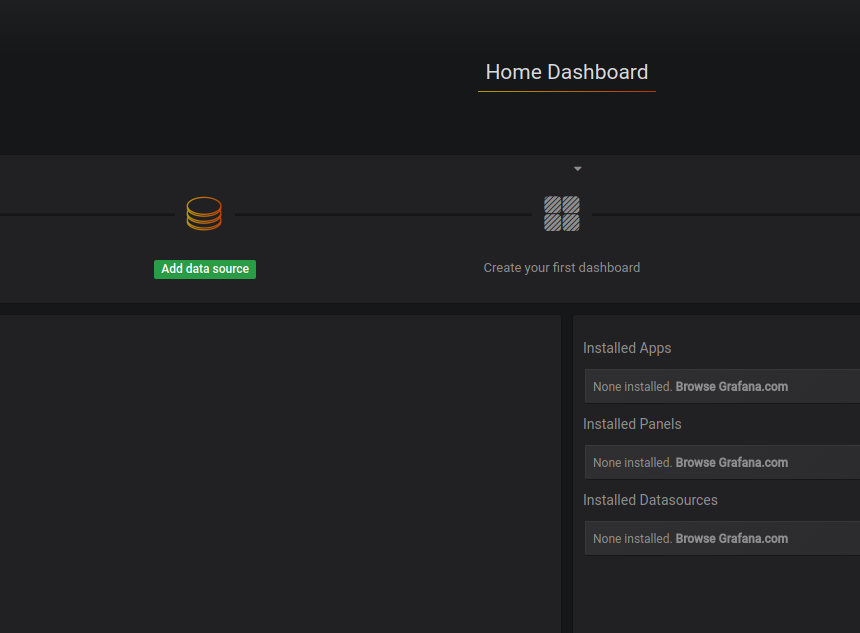 Home Dashboard
Add data source
Create your first dashboard
Installed Apps
None installed. Browse Grafana.com
Installed Panels
None installed. Browse Grafana.com
Installed Datasources
None installed. Browse Grafana.com